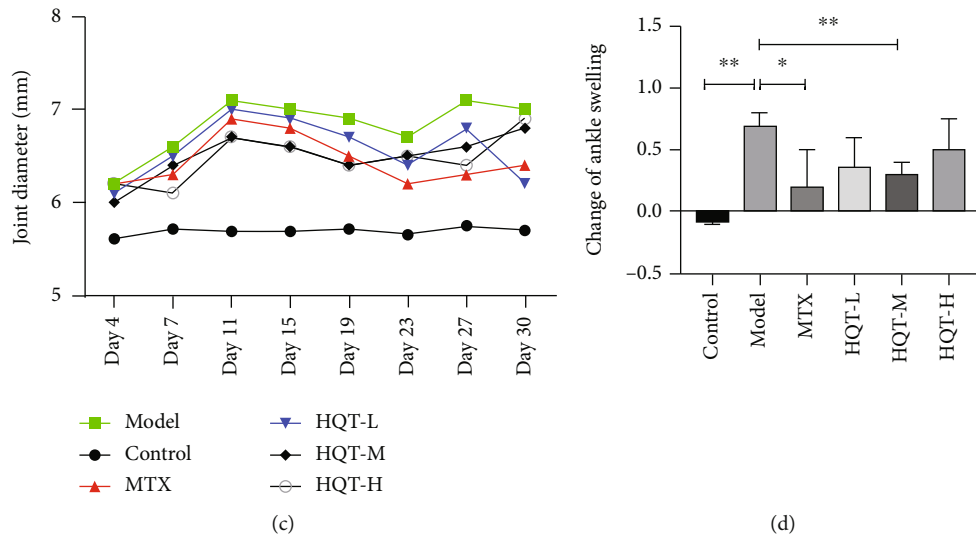 Joint diameter (mm)
8
7
6
5
Day 4
Day 7
Day 11
Day 15
Day 19
Day 23
Day 27
Day 30
Model
Control
MTX
HQT-L
HQT-M
HQT-H
(c)
Change of ankle swelling
1.5
1.0
0.5
0.0
–0.5
**
**
*
Control
Model
MTX
HQT-L
HQT-M
HQT-H
(d)